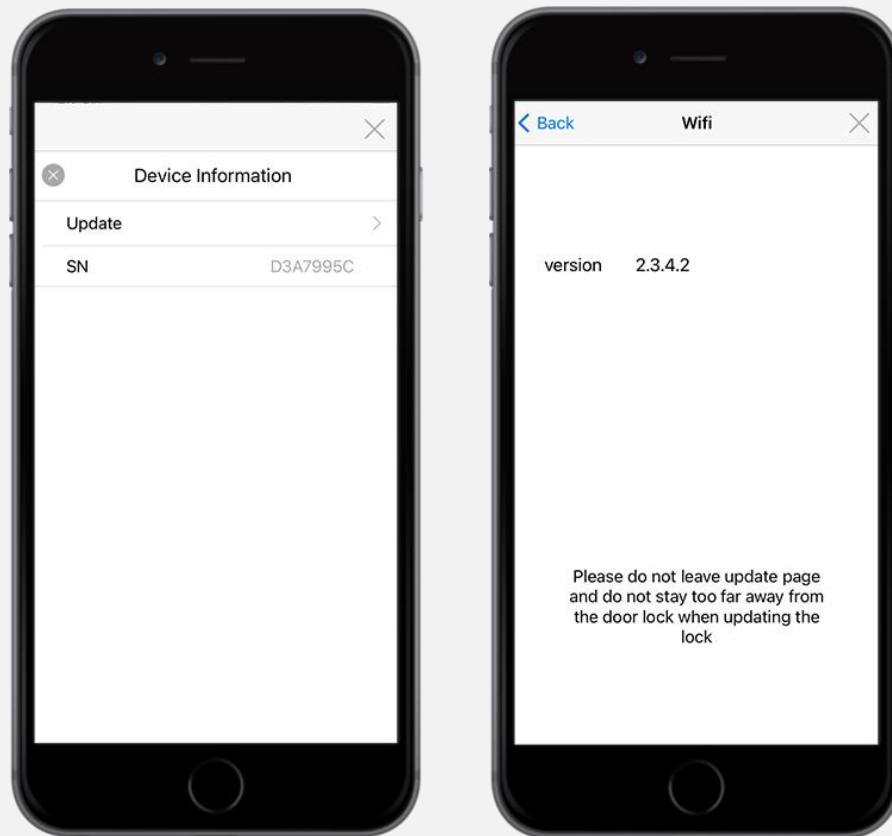 Device Information
Update
SN D3A7995C
Back Wifi
version 2.3.4.2
Please do not leave update page
and do not stay too far away from
the door lock when updating the
lock